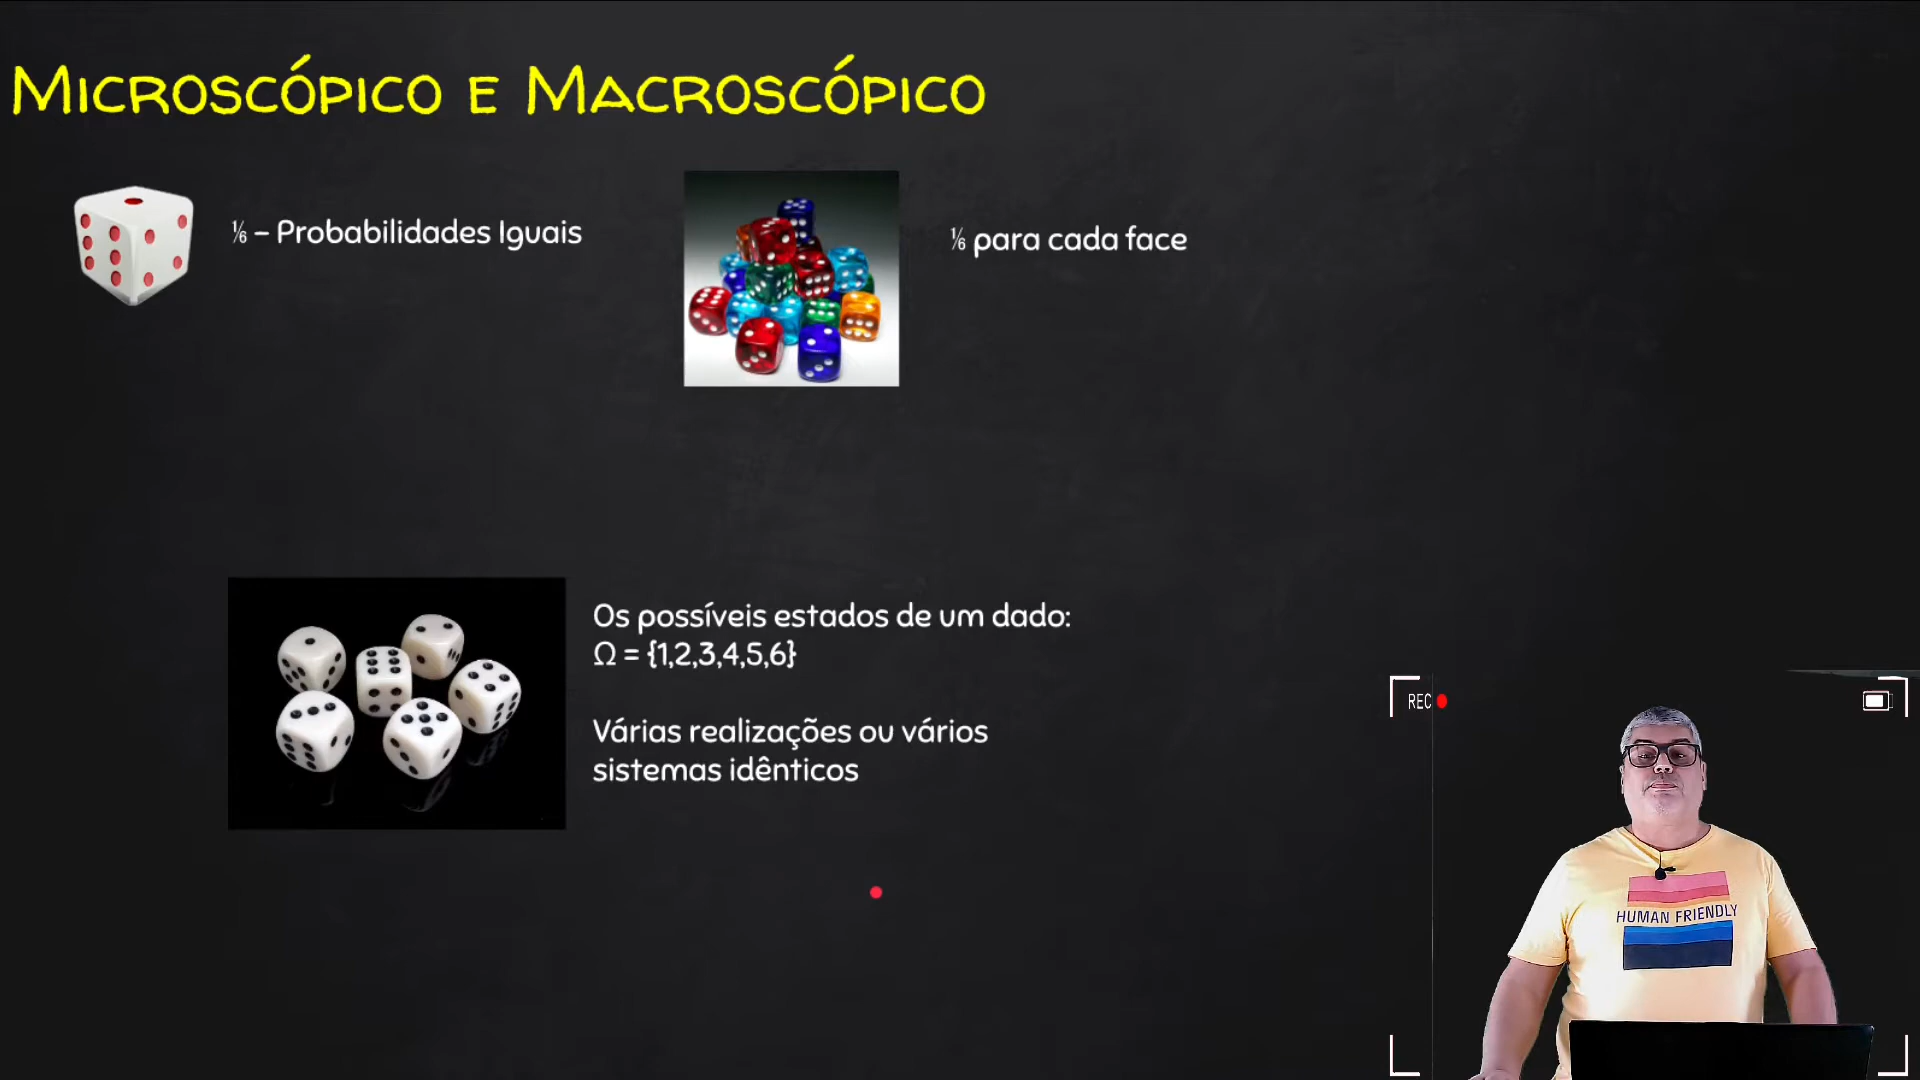 Microscópico e Macroscópico
⅙ – Probabilidades Iguais
⅙ para cada face
Os possíveis estados de um dado:
Ω = {1,2,3,4,5,6}
Várias realizações ou vários
sistemas idênticos
REC
HUMAN FRIENDLY